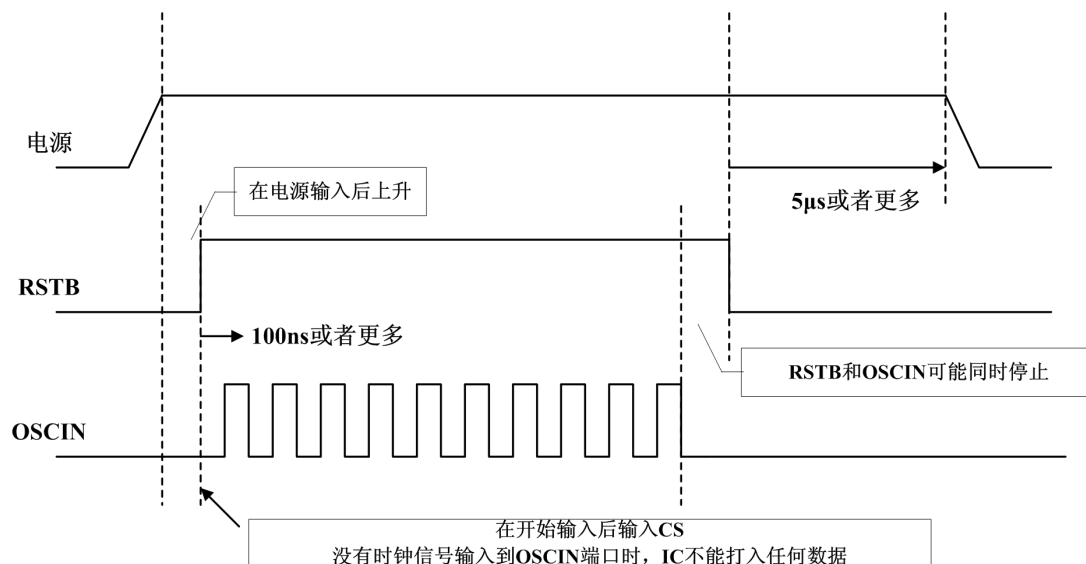 电源
在电源输入后上升
5μs或者更多
RSTB
100ns或者更多
RSTB和OSCIN可能同时停止
OSCIN
在开始输入后输入CS
没有时钟信号输入到OSCIN端口时，IC不能打入任何数据